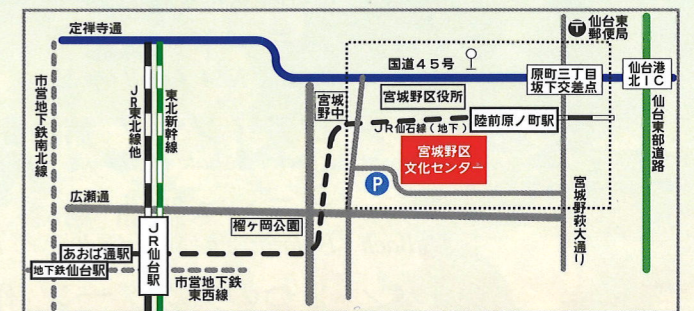 定禅寺通
仙台東
郵便局
国道45号
原町三丁目
坂下交差点
仙台港
北IC
市営地下鉄南北線
JR東北線他
東北新幹線
宮城
野中
宮城野区役所
陸前原ノ町駅
JR仙石線(地下)
宮城野区
文化センター
P
仙台東部道路
宮城野萩大通り
広瀬通
榴ヶ岡公園
JR仙台駅
あおば通駅
地下鉄仙台駅
市営地下鉄
東西線